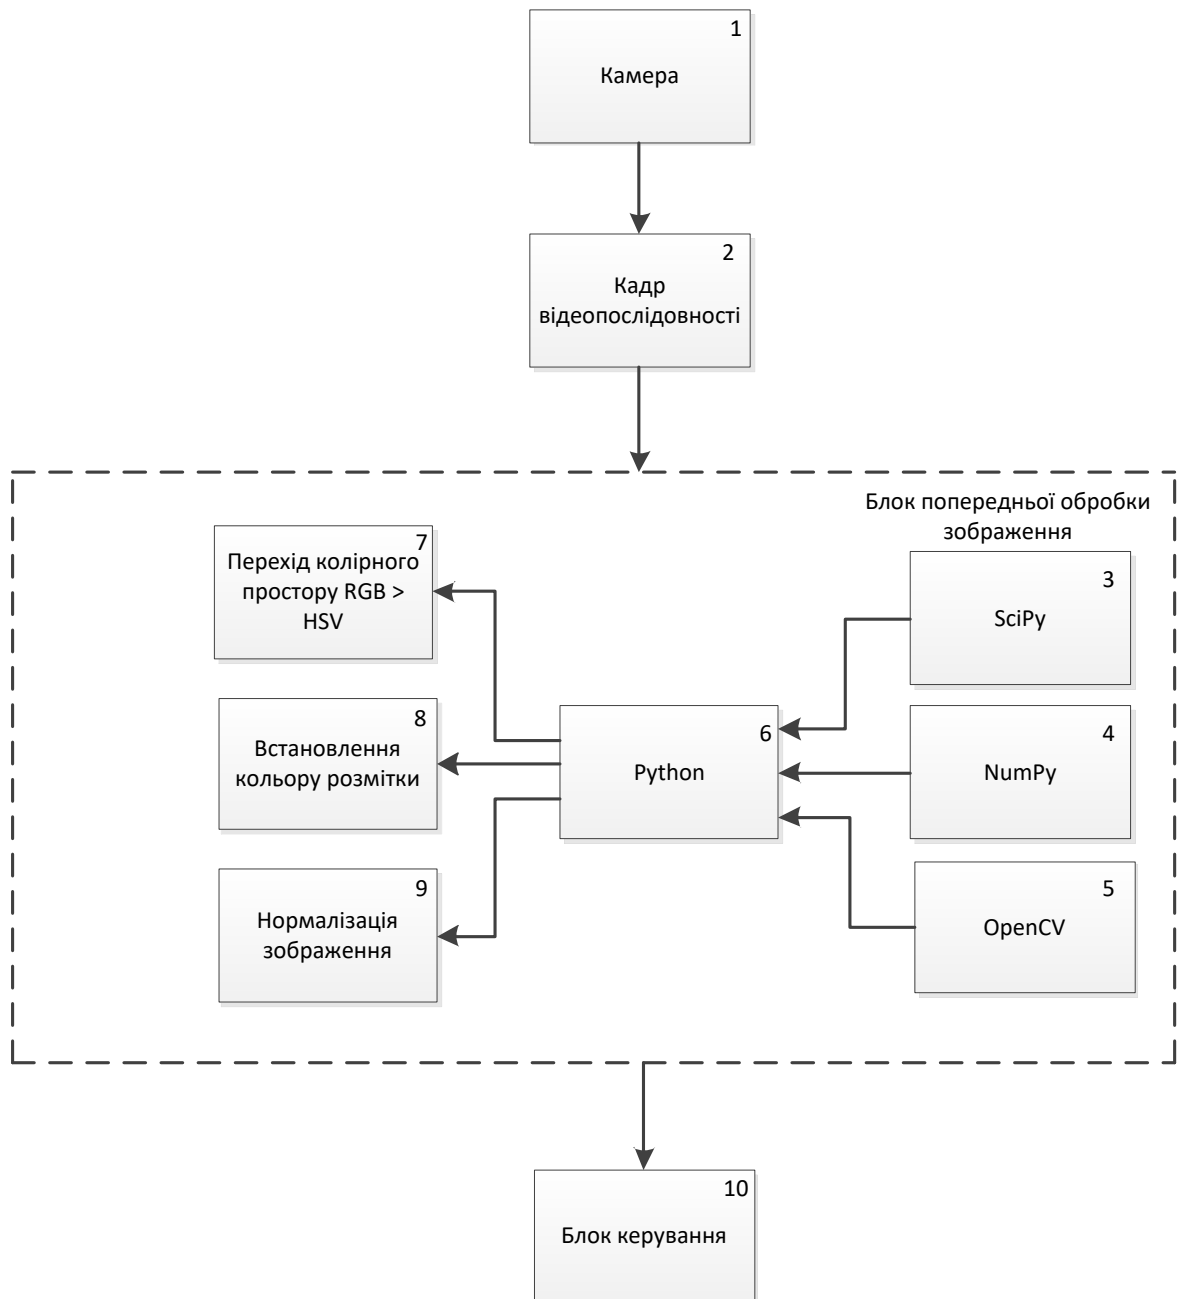 1
Камера
2
Кадр
відеопослідовності
Блок попередньої обробки
зображення
7
Перехід колірного
простору RGB >
HSV
3
SciPy
8
Встановлення
кольору розмітки
6
Python
4
NumPy
9
Нормалізація
зображення
5
OpenCV
10
Блок керування